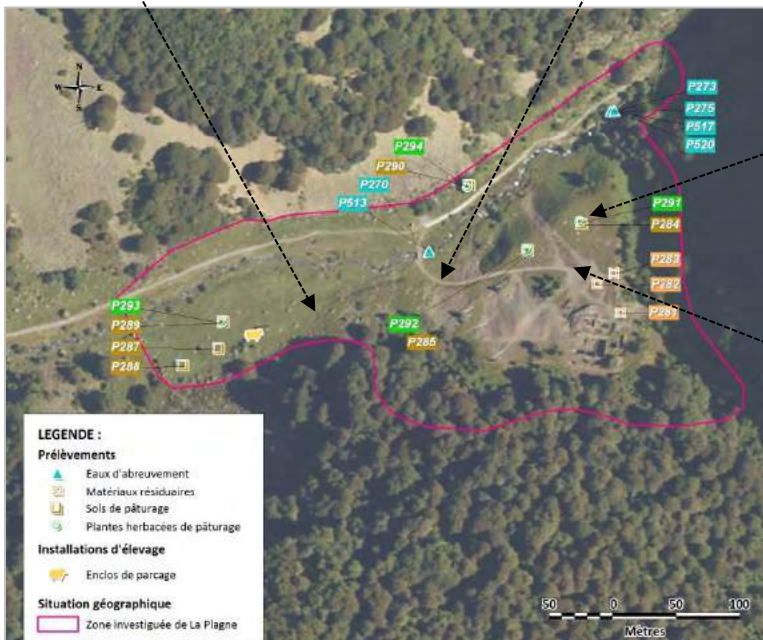 N
W E
S
P273
P275
P517
P520
P294
P290
P270
P513
P291
P284
P283
P282
P281
P293
P289
P287
P288
P292
P285
LEGENDE :
Prélèvements
Eaux d'abreuvement
Matériaux résiduaires
Sols de pâturage
Plantes herbacées de pâturage
Installations d'élevage
Enclos de parcage
Situation géographique
Zone investiguée de La Plagne
50 0 50 100
Mètres